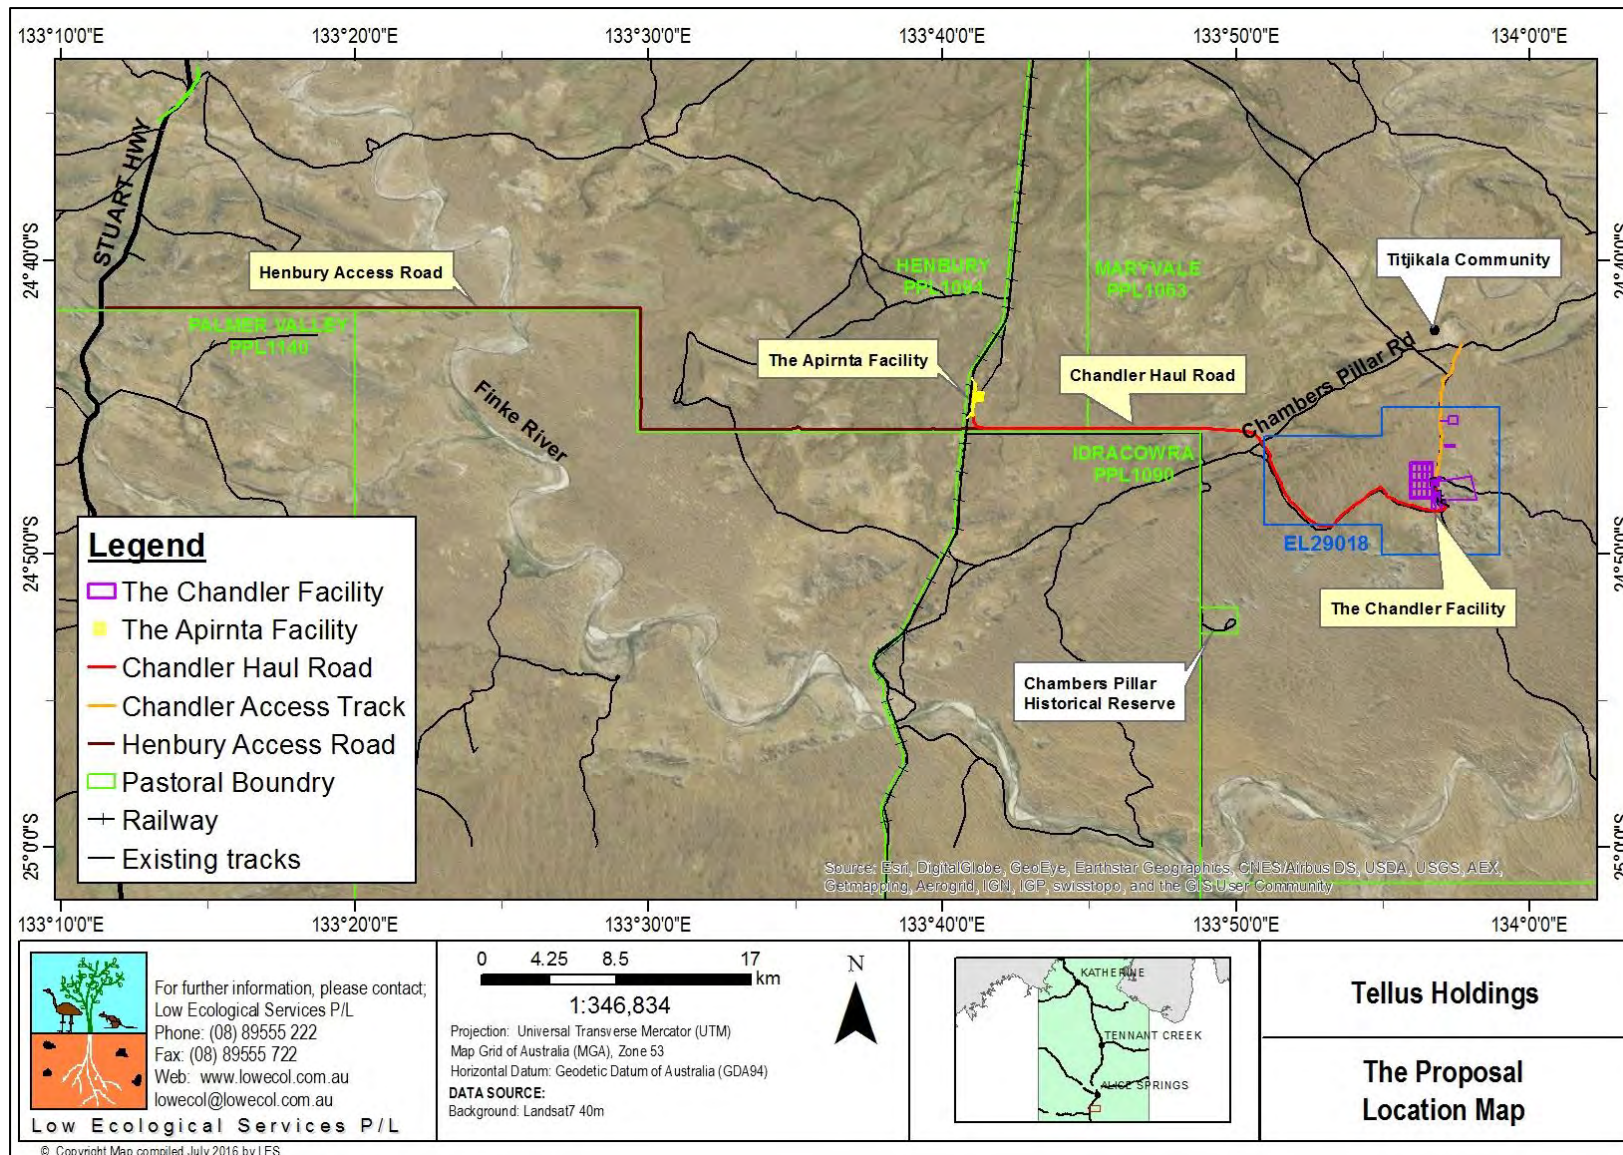 133°10'0"E 133°20'0"E 133°30'0"E 133°40'0"E 133°50'0"E 134°0'0"E
STUART HWY
24°40'0"S
24°40'0"S
Henbury Access Road
HENBURY
PPL1094
MARYVALE
PPL1063
Titjikala Community
PALMER VALLEY
PPL1140
The Apirnta Facility
Chandler Haul Road
Chambers Pillar Rd
Finke River
IDRACOWRA
PPL1090
24°50'0"S
24°50'0"S
EL29018
The Chandler Facility
Chambers Pillar
Historical Reserve
Legend
The Chandler Facility
The Apirnta Facility
Chandler Haul Road
Chandler Access Track
Henbury Access Road
Pastoral Boundry
Railway
Existing tracks
25°0'0"S
25°0'0"S
Source: Esri, DigitalGlobe, GeoEye, Earthstar Geographics, CNES/Airbus DS, USDA, USGS, AEX,
Getmapping, Aerogrid, IGN, IGP, swisstopo, and the GIS User Community
133°10'0"E 133°20'0"E 133°30'0"E 133°40'0"E 133°50'0"E 134°0'0"E
For further information, please contact;
Low Ecological Services P/L
Phone: (08) 89555 222
Fax: (08) 89555 722
Web: www.lowecol.com.au
lowecol@lowecol.com.au
Low Ecological Services P/L
0 4.25 8.5 17
km
1:346,834
Projection: Universal Transverse Mercator (UTM)
Map Grid of Australia (MGA), Zone 53
Horizontal Datum: Geodetic Datum of Australia (GDA94)
DATA SOURCE:
Background: Landsat7 40m
N
KATHERINE
TENNANT CREEK
ALICE SPRINGS
Tellus Holdings
The Proposal
Location Map
© Copyright Map compiled July 2016 by LES